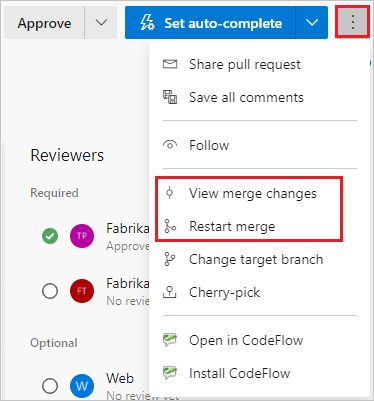 Approve
Set auto-complete
Share pull request
Save all comments
Follow
Reviewers
Required
View merge changes
TP
Fabrika
Approve
Restart merge
Change target branch
FT
Fabrika
No revi
Cherry-pick
Open in CodeFlow
Optional
Install CodeFlow
W
Web
No review yet